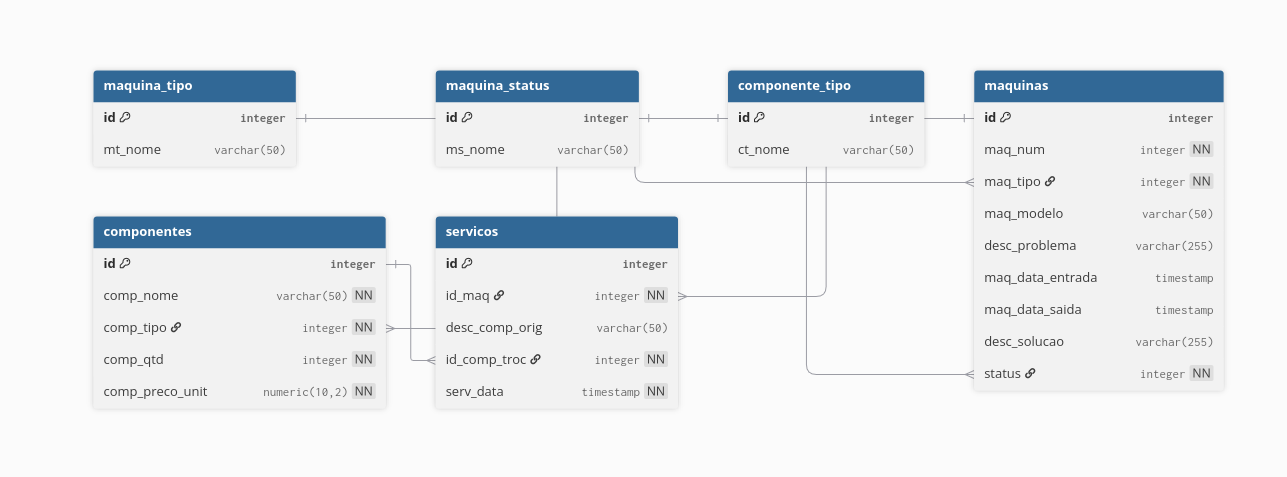 maquina_tipo
id integer
mt_nome varchar(50)
maquina_status
id integer
ms_nome varchar(50)
componente_tipo
id integer
ct_nome varchar(50)
maquinas
id integer
maq_num integer NN
maq_tipo integer NN
maq_modelo varchar(50)
desc_problema varchar(255)
maq_data_entrada timestamp
maq_data_saida timestamp
desc_solucao varchar(255)
status integer NN
componentes
id integer
comp_nome varchar(50) NN
comp_tipo integer NN
comp_qtd integer NN
comp_preco_unit numeric(10,2) NN
servicos
id integer
id_maq integer NN
desc_comp_orig varchar(50)
id_comp_troc integer NN
serv_data timestamp NN